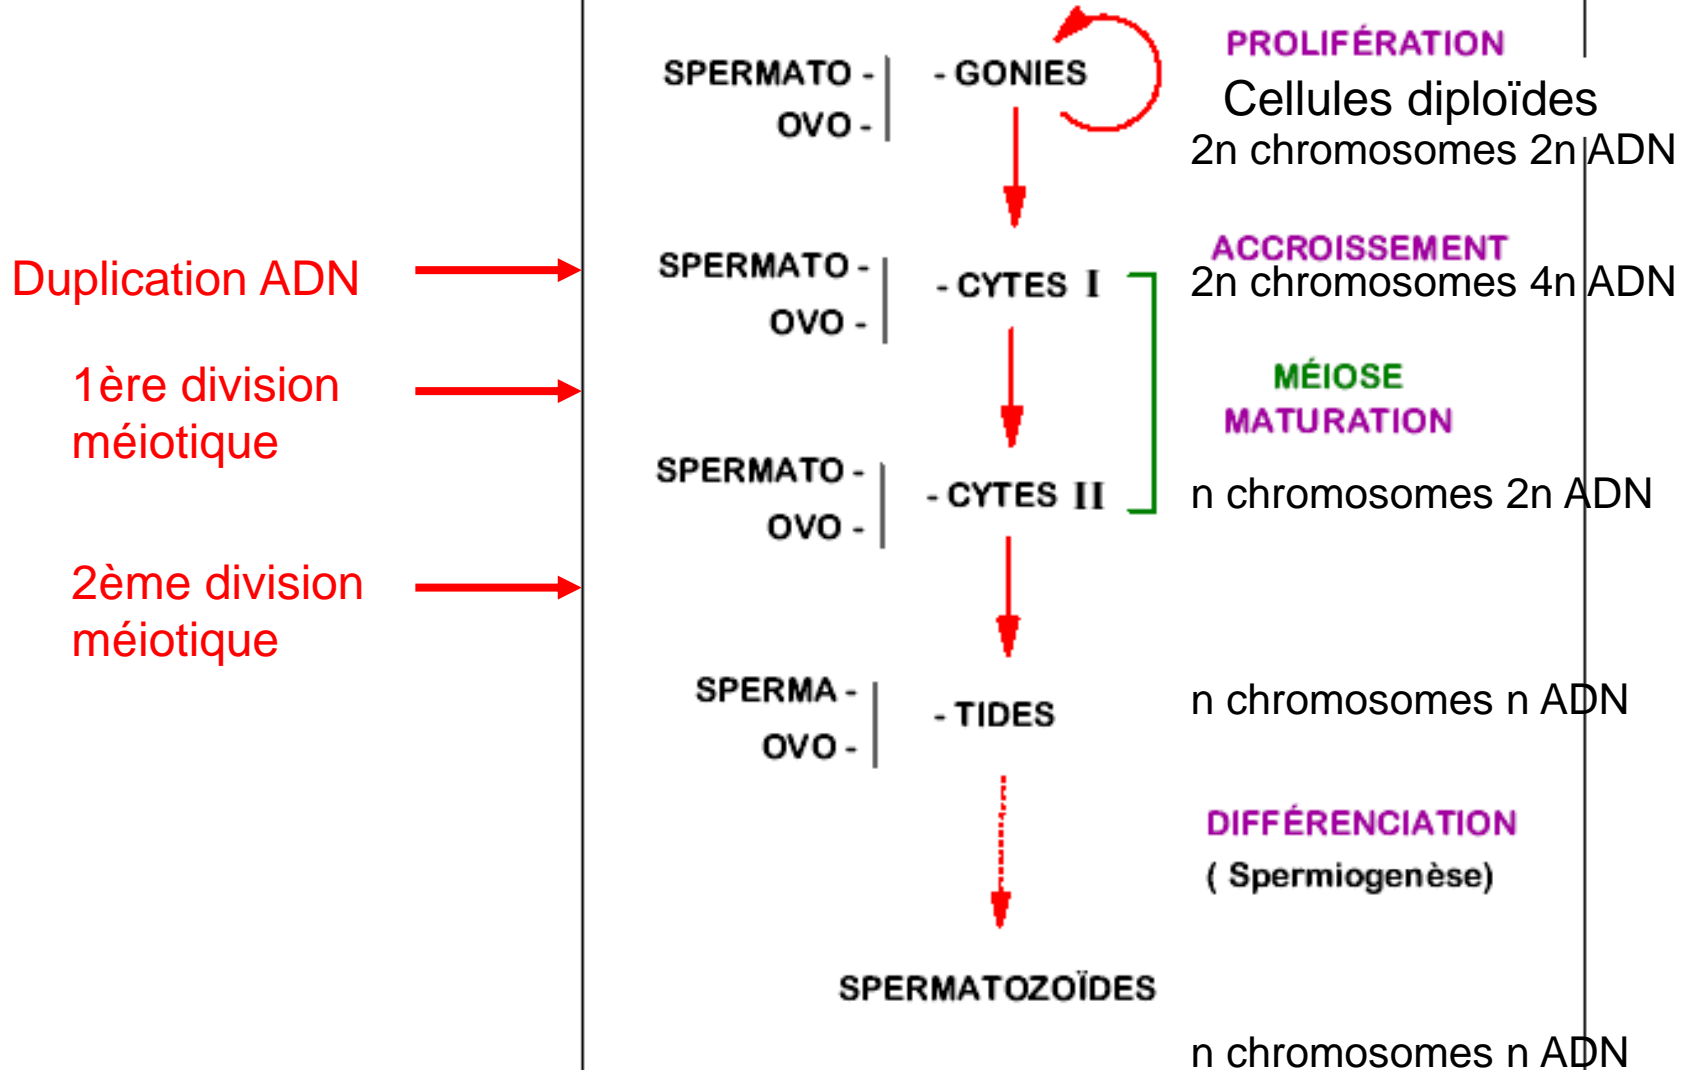 PROLIFÉRATION
SPERMATO -
- GONIES
Cellules diploïdes
OVO -
2n chromosomes 2n ADN
ACCROISSEMENT
Duplication ADN
SPERMATO -
- CYTES I
2n chromosomes 4n ADN
OVO -
1ère division
méiotique
MÉIOSE
MATURATION
SPERMATO -
- CYTES II
n chromosomes 2n ADN
OVO -
2ème division
méiotique
SPERMA -
- TIDES
n chromosomes n ADN
OVO -
DIFFÉRENCIATION
( Spermiogenèse)
SPERMATOZOÏDES
n chromosomes n ADN